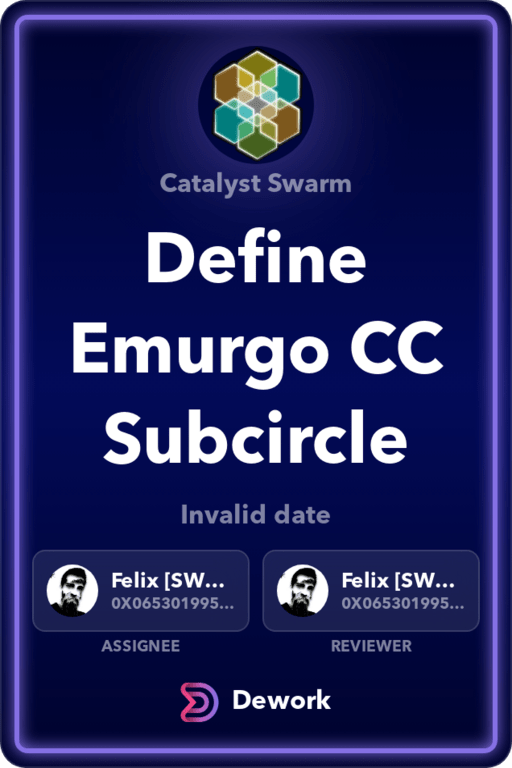 Catalyst Swarm
Define
Emurgo CC
Subcircle
Invalid date
Felix [SW...
0X065301995...
ASSIGNEE
Felix [SW...
0X065301995...
REVIEWER
Dework